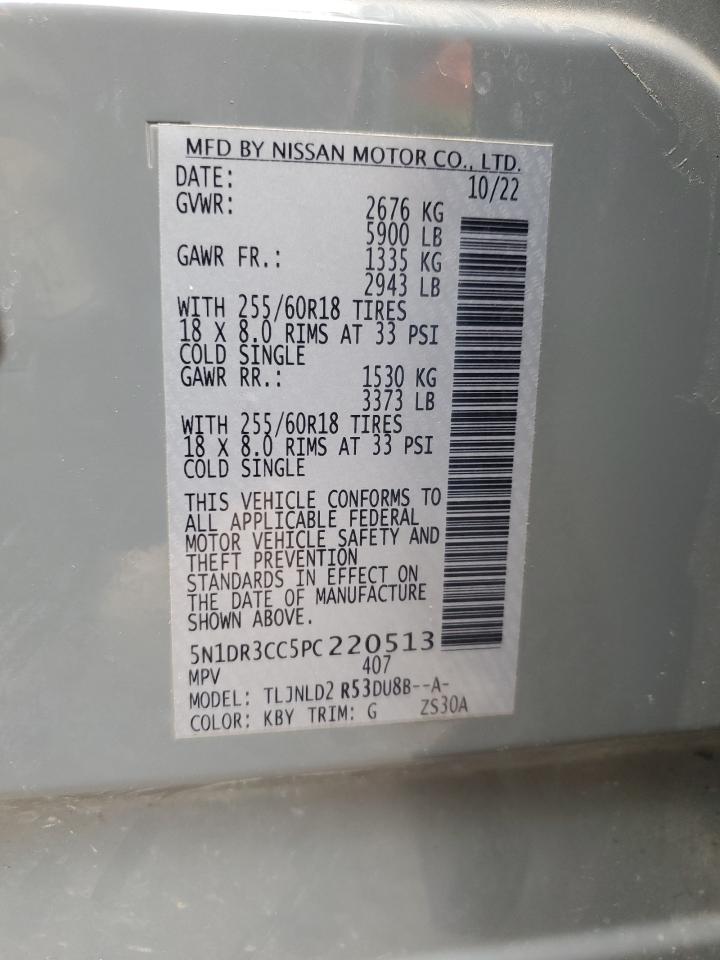 MFD BY NISSAN MOTOR CO., LTD.
DATE: 10/22
GVWR: 2676 KG
5900 LB
GAWR FR.: 1335 KG
2943 LB
WITH 255/60R18 TIRES
18 X 8.0 RIMS AT 33 PSI
COLD SINGLE
GAWR RR.: 1530 KG
3373 LB
WITH 255/60R18 TIRES
18 X 8.0 RIMS AT 33 PSI
COLD SINGLE
THIS VEHICLE CONFORMS TO
ALL APPLICABLE FEDERAL
MOTOR VEHICLE SAFETY AND
THEFT PREVENTION
STANDARDS IN EFFECT ON
THE DATE OF MANUFACTURE
SHOWN ABOVE.
5N1DR3CC5PC220513
MPV 407
MODEL: TLJNLD2 R53DU8B--A-
COLOR: KBY TRIM: G ZS30A